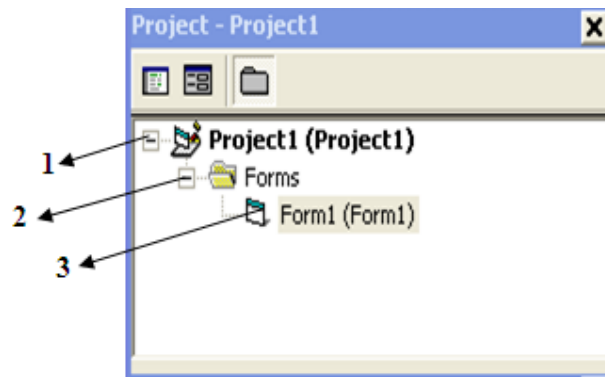 Project - Project1
1
Project1 (Project1)
2
Forms
3
Form1 (Form1)